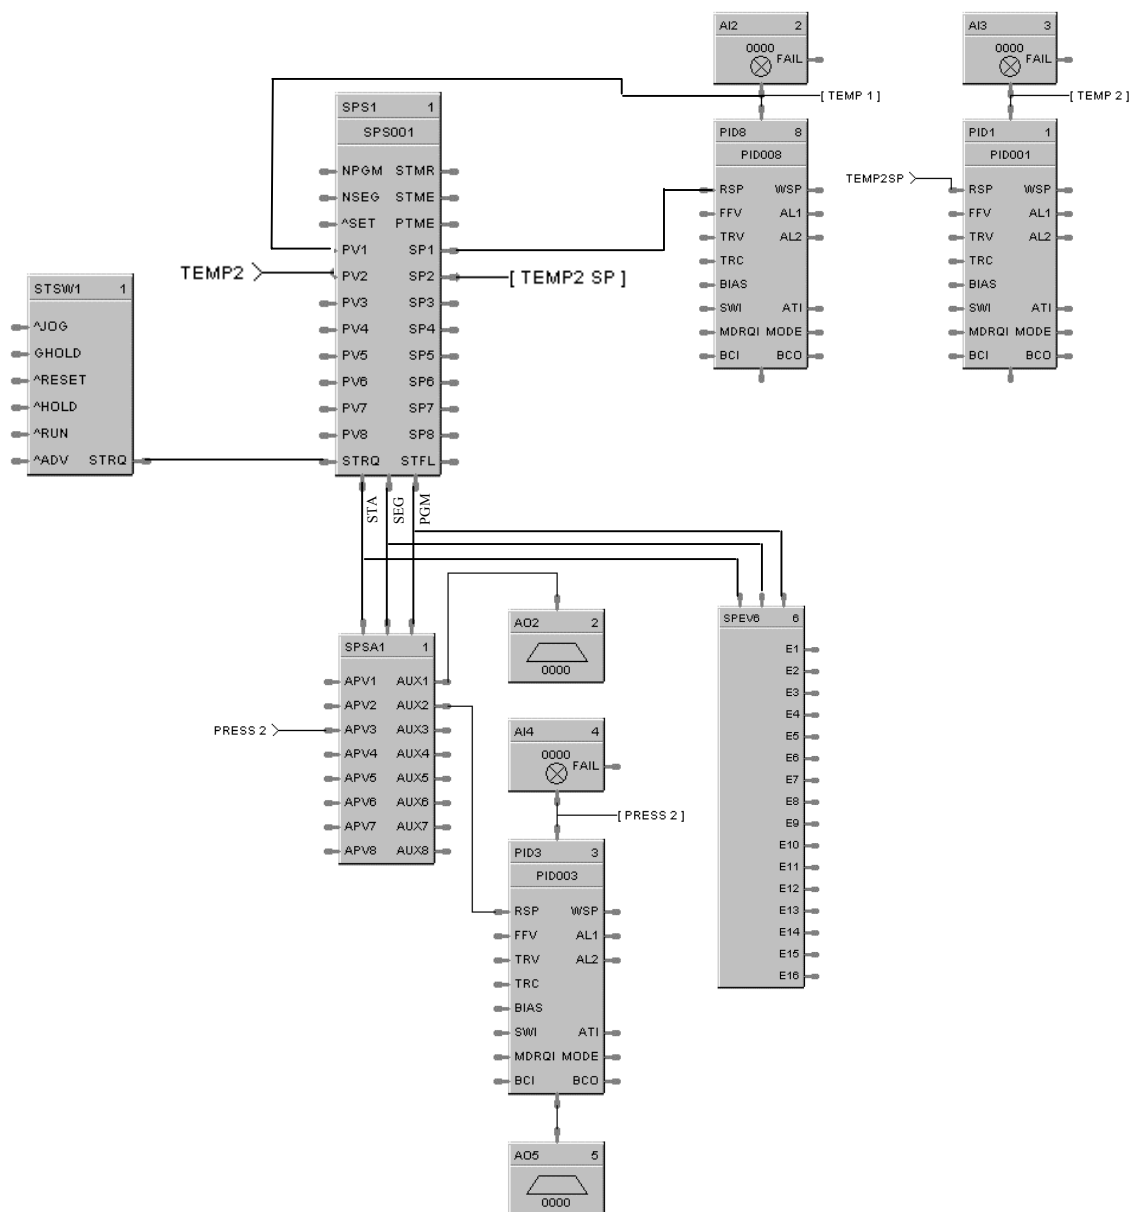 AI2 2
0000
FAIL
[ TEMP 1 ]
AI3 3
0000
FAIL
[ TEMP 2 ]
SPS1 1
SPS001
NPGM STMR
NSEG STME
^SET PTME
PV1 SP1
PV2 SP2
PV3 SP3
PV4 SP4
PV5 SP5
PV6 SP6
PV7 SP7
PV8 SP8
STRQ STFL
TEMP2
[ TEMP2 SP ]
PID8 8
PID008
RSP WSP
FFV AL1
TRV AL2
TRC
BIAS
SWI ATI
MDRQI MODE
BCI BCO
TEMP2SP
PID1 1
PID001
RSP WSP
FFV AL1
TRV AL2
TRC
BIAS
SWI ATI
MDRQI MODE
BCI BCO
STSW1 1
^JOG
GHOLD
^RESET
^HOLD
^RUN
^ADV STRQ
STA
SEG
PGM
SPSA1 1
APV1 AUX1
APV2 AUX2
APV3 AUX3
APV4 AUX4
APV5 AUX5
APV6 AUX6
APV7 AUX7
APV8 AUX8
PRESS 2
AO2 2
0000
AI4 4
0000
FAIL
[ PRESS 2 ]
PID3 3
PID003
RSP WSP
FFV AL1
TRV AL2
TRC
BIAS
SWI ATI
MDRQI MODE
BCI BCO
AO5 5
0000
SPEV6 6
E1
E2
E3
E4
E5
E6
E7
E8
E9
E10
E11
E12
E13
E14
E15
E16